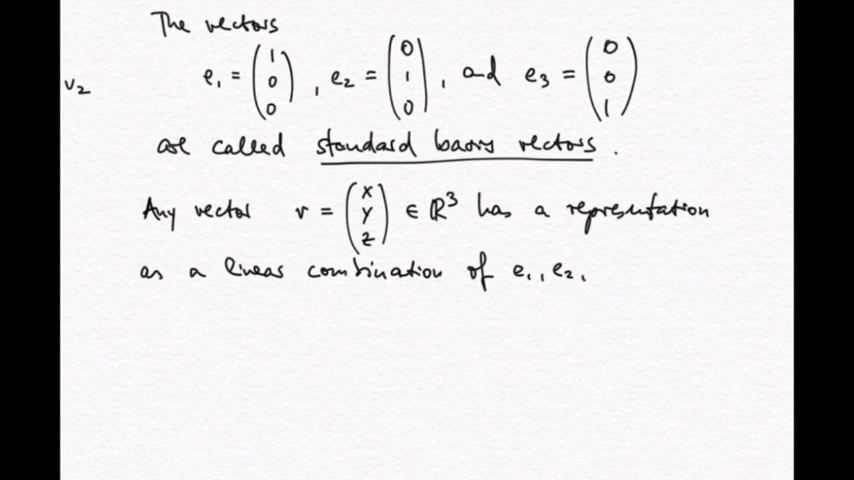 The vectors
v₂
e₁ = (1 0 0), e₂ = (0 1 0), and e₃ = (0 0 1)
are called standard basis vectors.
Any vector v = (x y z) ∈ ℝ³ has a representation
as a linear combination of e₁, e₂,